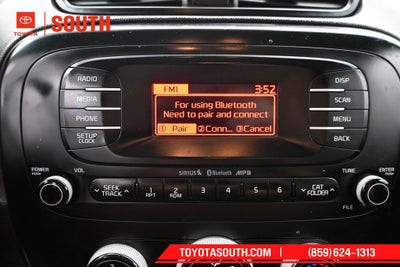 TOYOTA SOUTH
RADIO
MEDIA
PHONE
SETUP
CLOCK
FM1 3:52
For using Bluetooth
Need to pair and connect
① Pair ②Conn... ③Cancel
DISP
SCAN
MENU
BACK
SIRIUS Bluetooth MP3
POWER
PUSH
VOL
SEEK
TRACK
1
RPT
2
RDM
3 4 5 6
CAT
FOLDER
TUNE
FILE
ENTER
PUSH
TOYOTASOUTH.COM (859) 624-1313